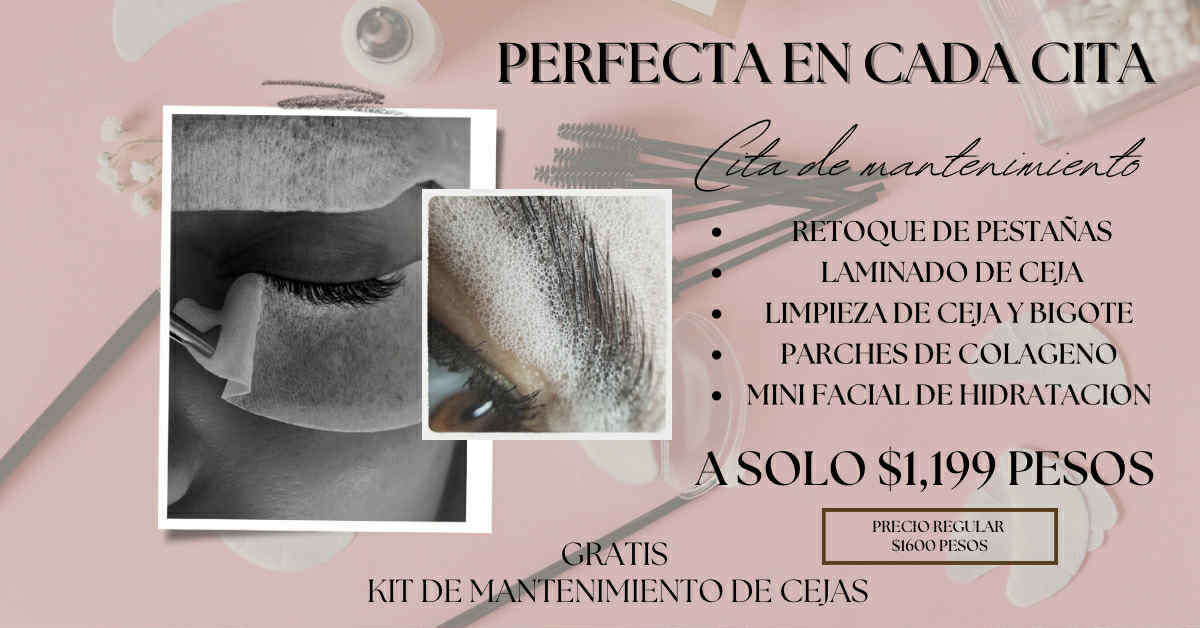 PERFECTA EN CADA CITA
Cita de mantenimiento
• RETOQUE DE PESTAÑAS
• LAMINADO DE CEJA
• LIMPIEZA DE CEJA Y BIGOTE
• PARCHES DE COLAGENO
• MINI FACIAL DE HIDRATACION
A SOLO $1,199 PESOS
PRECIO REGULAR
$1600 PESOS
GRATIS
KIT DE MANTENIMIENTO DE CEJAS